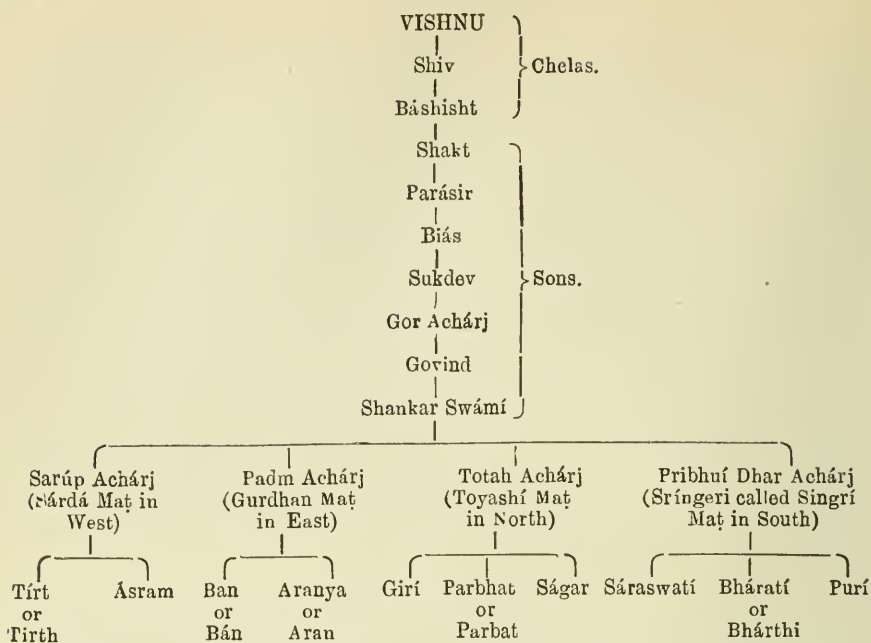 VISHNU
Shiv
Báshisht
Chelas.
Shakt
Parásir
Biás
Sukdev
Gor Achárj
Govind
Shankar Swámí
Sons.
Sarúp Achárj
(Sárdá Maṭ in
West)
Padm Achárj
(Gurdhan Maṭ
in East)
Totah Achárj
(Toyashí Maṭ
in North)
Pribhuí Dhar Achárj
(Sríngeri called Singrí
Maṭ in South)
Tírt
or
Tirth
Ásram
Ban
or
Bán
Aranya
or
Aran
Girí
Parbhat
or
Parbat
Ságar
Sáraswatí
Bháratí
or
Bhárthi
Purí